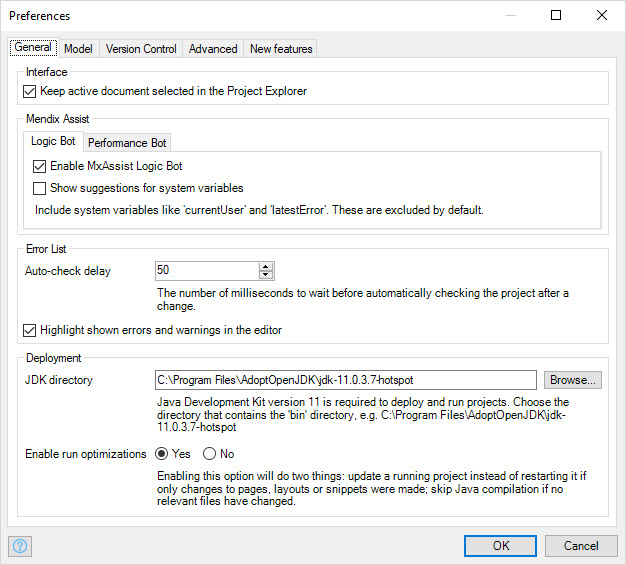 Preferences
General Model Version Control Advanced New features
Interface
Keep active document selected in the Project Explorer
Mendix Assist
Logic Bot Performance Bot
Enable MxAssist Logic Bot
Show suggestions for system variables
Include system variables like 'currentUser' and 'latestError'. These are excluded by default.
Error List
Auto-check delay 50
The number of milliseconds to wait before automatically checking the project after a
change.
Highlight shown errors and warnings in the editor
Deployment
JDK directory C:\Program Files\AdoptOpenJDK\jdk-11.0.3.7-hotspot Browse...
Java Development Kit version 11 is required to deploy and run projects. Choose the
directory that contains the 'bin' directory, e.g. C:\Program Files\AdoptOpenJDK\jdk-
11.0.3.7-hotspot
Enable run optimizations Yes No
Enabling this option will do two things: update a running project instead of restarting it if
only changes to pages, layouts or snippets were made; skip Java compilation if no
relevant files have changed.
? OK Cancel